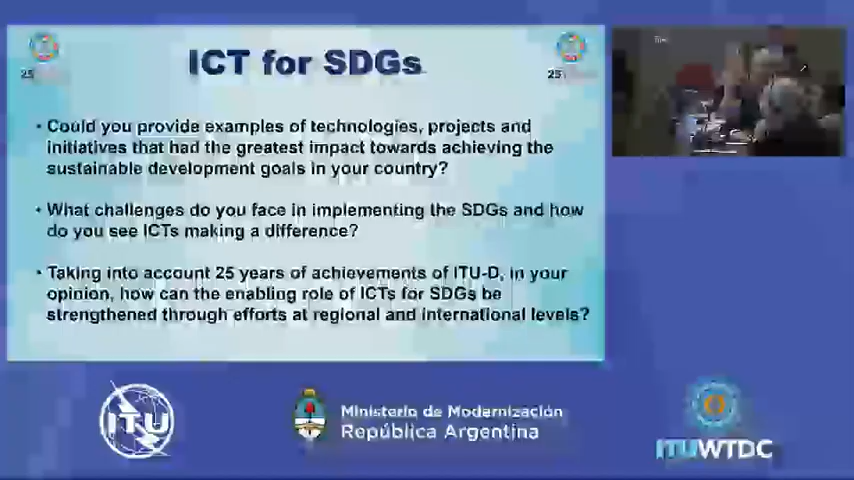 ICT for SDGs
25
25
• Could you provide examples of technologies, projects and
initiatives that had the greatest impact towards achieving the
sustainable development goals in your country?
• What challenges do you face in implementing the SDGs and how
do you see ICTs making a difference?
• Taking into account 25 years of achievements of ITU-D, in your
opinion, how can the enabling role of ICTs for SDGs be
strengthened through efforts at regional and international levels?
ITU
Ministerio de Modernización
República Argentina
ITUWTDC